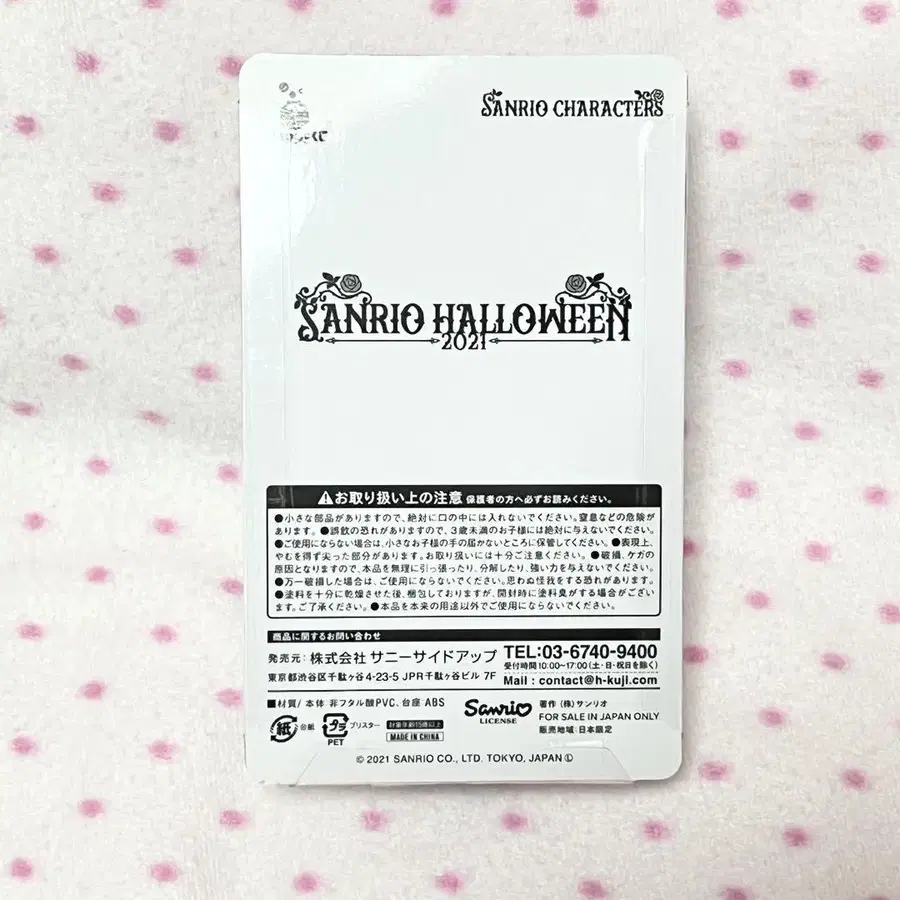 SANRIO CHARACTERS
SANRIO HALLOWEEN
2021
お取り扱い上の注意 保護者の方へ必ずお読みください。
●小さな部品がありますので、絶対に口の中には入れないでください。窒息などの危険が
あります。●誤飲の恐れがありますので、3歳未満のお子様には絶対に与えないでください。
●ご使用にならない場合は、小さなお子様の手の届かないところに保管してください。●表現上、
やむを得ず尖った部分があります。お取り扱いには十分ご注意ください。●破損、ケガの
原因となりますので、本品を無理に引っ張ったり、分解したり、強い力を与えないでください。
●万一破損した場合は、ご使用にならないでください。思わぬ怪我をする恐れがあります。
●塗料を十分に乾燥させた後、梱包しておりますが、開封時に塗料臭がする場合がござい
ます。ご了承ください。●本品を本来の用途以外でご使用にならないでください。
商品に関するお問い合わせ
発売元: 株式会社 サニーサイドアップ
東京都渋谷区千駄ヶ谷4-23-5 JPR千駄ヶ谷ビル 7F
TEL:03-6740-9400
受付時間10:00~17:00(土・日・祝日を除く)
Mail : contact@h-kuji.com
■材質/ 本体 非フタル酸PVC、台座 ABS
紙 台紙
プラ ブリスター
PET
対象年齢15歳以上
MADE IN CHINA
Sanrio
LICENSE
著作 (株)サンリオ
FOR SALE IN JAPAN ONLY
販売地域:日本限定
© 2021 SANRIO CO., LTD. TOKYO, JAPAN Ⓛ